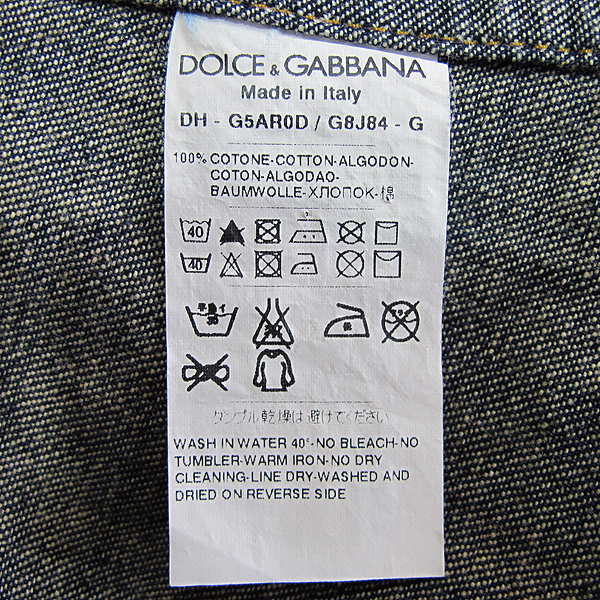 DOLCE & GABBANA
Made in Italy
DH - G5AR0D / G8J84 - G
100% COTONE-COTTON-ALGODON-
COTON-ALGODAO-
BAUMWOLLE-ХЛОПОК-棉
40
40
タンブル乾燥は避けてください
WASH IN WATER 40°-NO BLEACH-NO
TUMBLER-WARM IRON-NO DRY
CLEANING-LINE DRY-WASHED AND
DRIED ON REVERSE SIDE